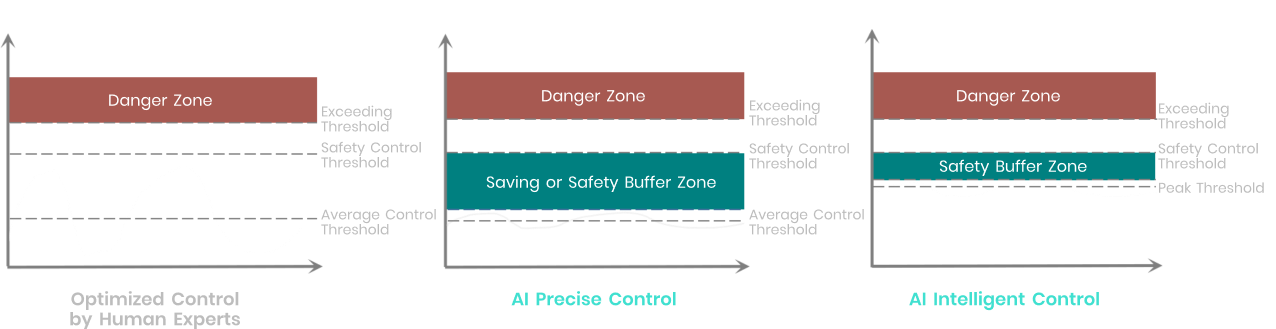 Danger Zone
Exceeding
Threshold
Safety Control
Threshold
Average Control
Threshold
Optimized Control
by Human Experts
Danger Zone
Exceeding
Threshold
Safety Control
Threshold
Saving or Safety Buffer Zone
Average Control
Threshold
AI Precise Control
Danger Zone
Exceeding
Threshold
Safety Control
Threshold
Safety Buffer Zone
Peak Threshold
AI Intelligent Control